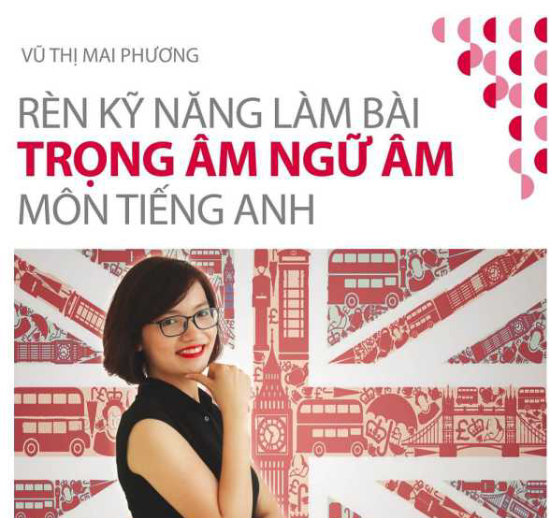 VŨ THỊ MAI PHƯƠNG
RÈN KỸ NĂNG LÀM BÀI
TRỌNG ÂM NGỮ ÂM
MÔN TIẾNG ANH